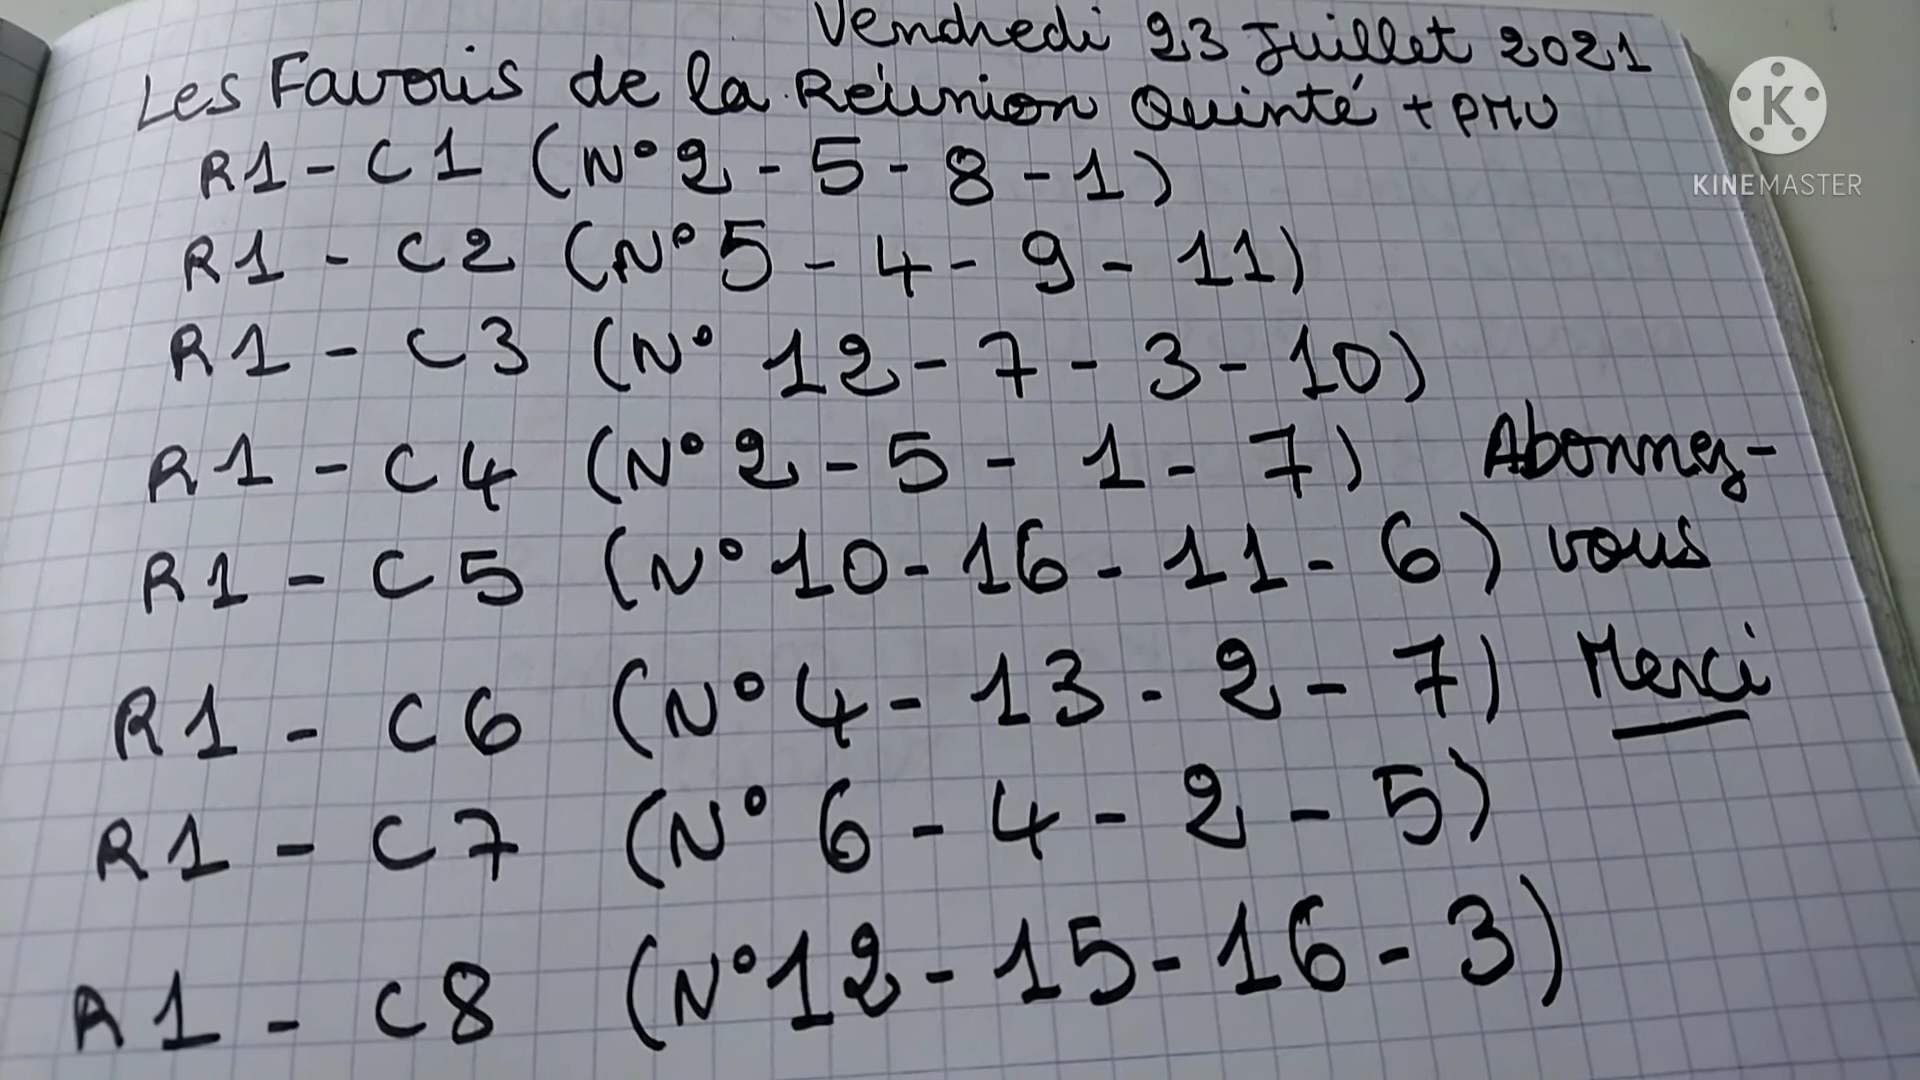 Vendredi 23 Juillet 2021
Les Favoris de la Réunion Quinté + PMU
R1 - C1 (N° 2 - 5 - 8 - 1)
R1 - C2 (N° 5 - 4 - 9 - 11)
R1 - C3 (N° 12 - 7 - 3 - 10)
R1 - C4 (N° 2 - 5 - 1 - 7) Abonnez-
R1 - C5 (N° 10 - 16 - 11 - 6) vous
R1 - C6 (N° 4 - 13 - 2 - 7) Merci
R1 - C7 (N° 6 - 4 - 2 - 5)
R1 - C8 (N° 12 - 15 - 16 - 3)
K
KINEMASTER